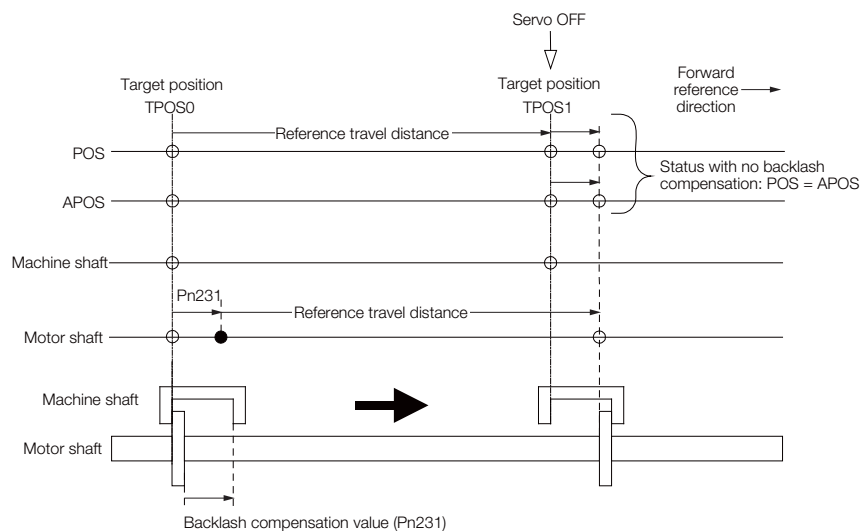 Servo OFF
Target position
TPOS0
Target position
TPOS1
Forward
reference
direction
Reference travel distance
POS
Status with no backlash
compensation: POS = APOS
APOS
Machine shaft
Pn231
Reference travel distance
Motor shaft
Machine shaft
Motor shaft
Backlash compensation value (Pn231)